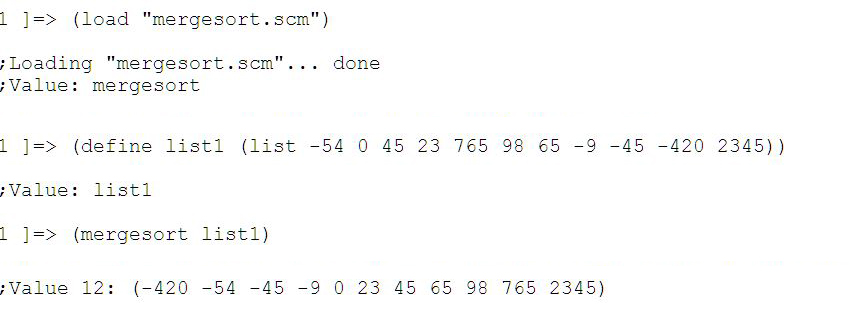 1 ]=> (load "mergesort.scm")
;Loading "mergesort.scm"... done
;Value: mergesort
1 ]=> (define list1 (list -54 0 45 23 765 98 65 -9 -45 -420 2345))
;Value: list1
1 ]=> (mergesort list1)
;Value 12: (-420 -54 -45 -9 0 23 45 65 98 765 2345)